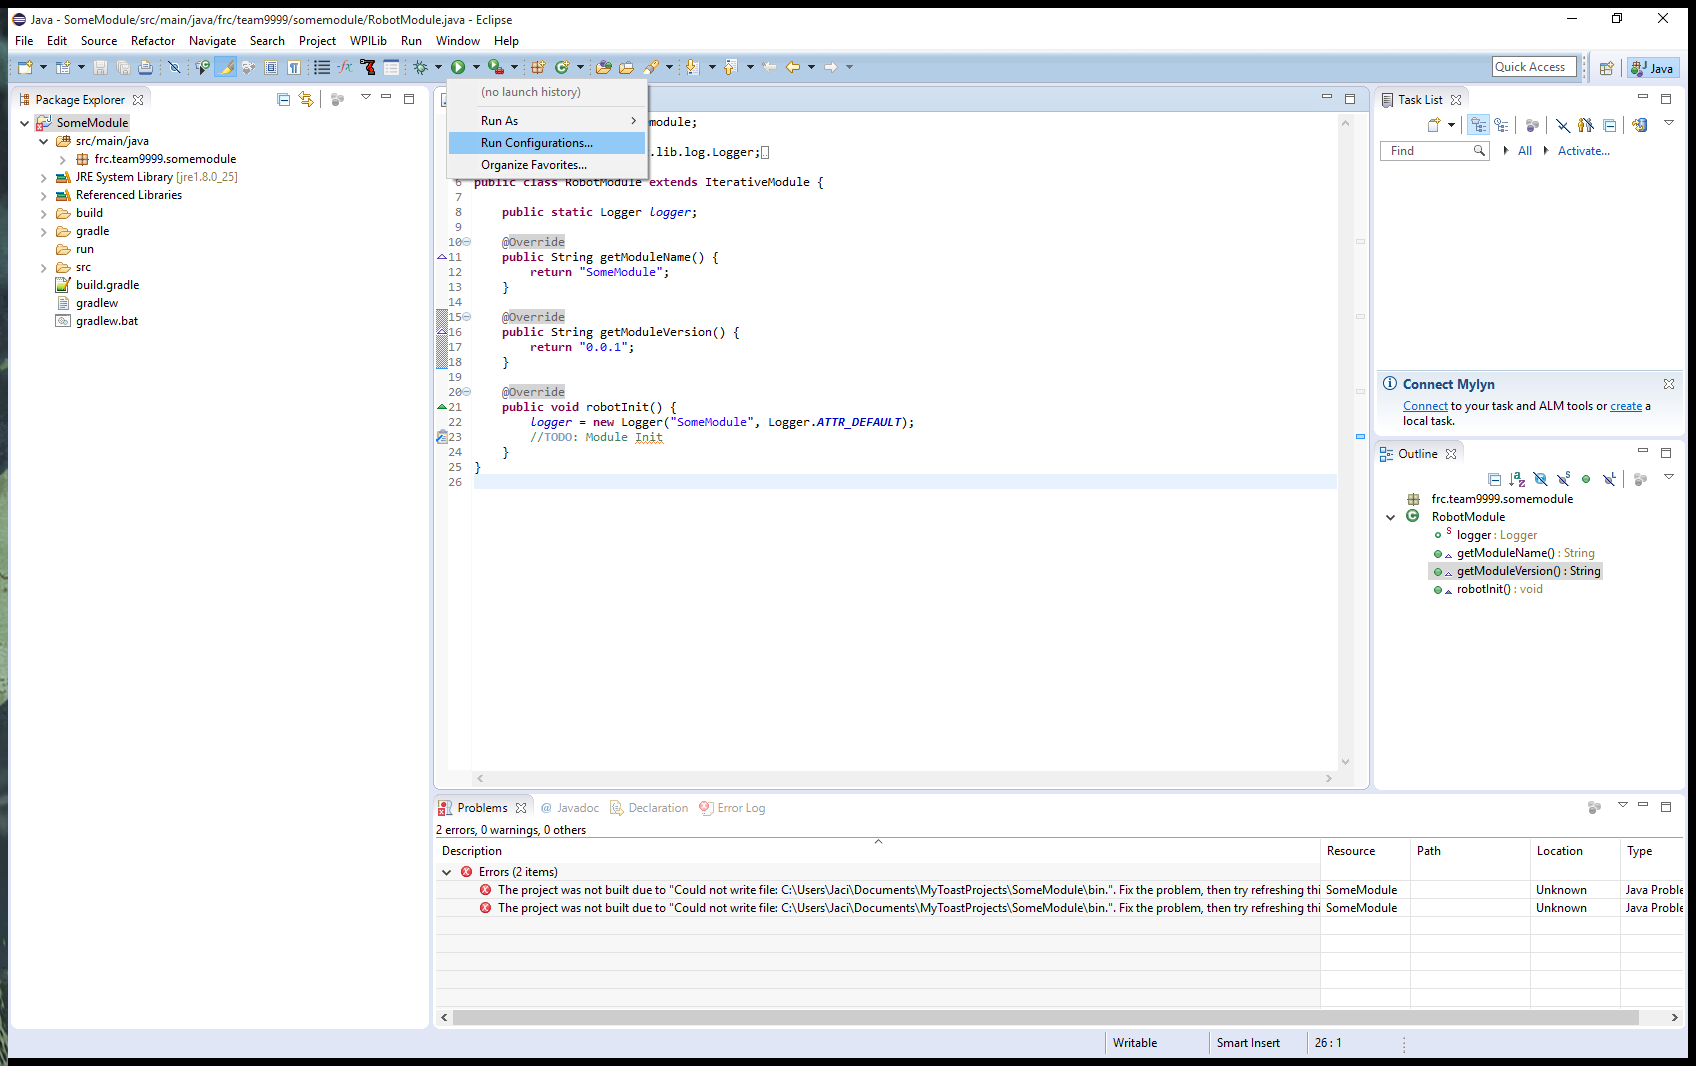 Java - SomeModule/src/main/java/frc/team9999/somemodule/RobotModule.java - Eclipse
File Edit Source Refactor Navigate Search Project WPILib Run Window Help
Quick Access
Java
Package Explorer
SomeModule
src/main/java
frc.team9999.somemodule
JRE System Library [jre1.8.0_25]
Referenced Libraries
build
gradle
run
src
build.gradle
gradlew
gradlew.bat
(no launch history)
Run As
Run Configurations...
Organize Favorites...
module;
.lib.log.Logger;
6 public class RobotModule extends IterativeModule {
7
8 public static Logger logger;
9
10 @Override
11 public String getModuleName() {
12 return "SomeModule";
13 }
14
15 @Override
16 public String getModuleVersion() {
17 return "0.0.1";
18 }
19
20 @Override
21 public void robotInit() {
22 logger = new Logger("SomeModule", Logger.ATTR_DEFAULT);
23 //TODO: Module Init
24 }
25 }
26
Task List
Find All Activate...
Connect Mylyn
Connect to your task and ALM tools or create a
local task.
Outline
frc.team9999.somemodule
RobotModule
logger : Logger
getModuleName() : String
getModuleVersion() : String
robotInit() : void
Problems @ Javadoc Declaration Error Log
2 errors, 0 warnings, 0 others
Description Resource Path Location Type
Errors (2 items)
The project was not built due to "Could not write file: C:\Users\Jaci\Documents\MyToastProjects\SomeModule\bin.". Fix the problem, then try refreshing thi SomeModule Unknown Java Proble
The project was not built due to "Could not write file: C:\Users\Jaci\Documents\MyToastProjects\SomeModule\bin.". Fix the problem, then try refreshing thi SomeModule Unknown Java Proble
Writable Smart Insert 26 : 1